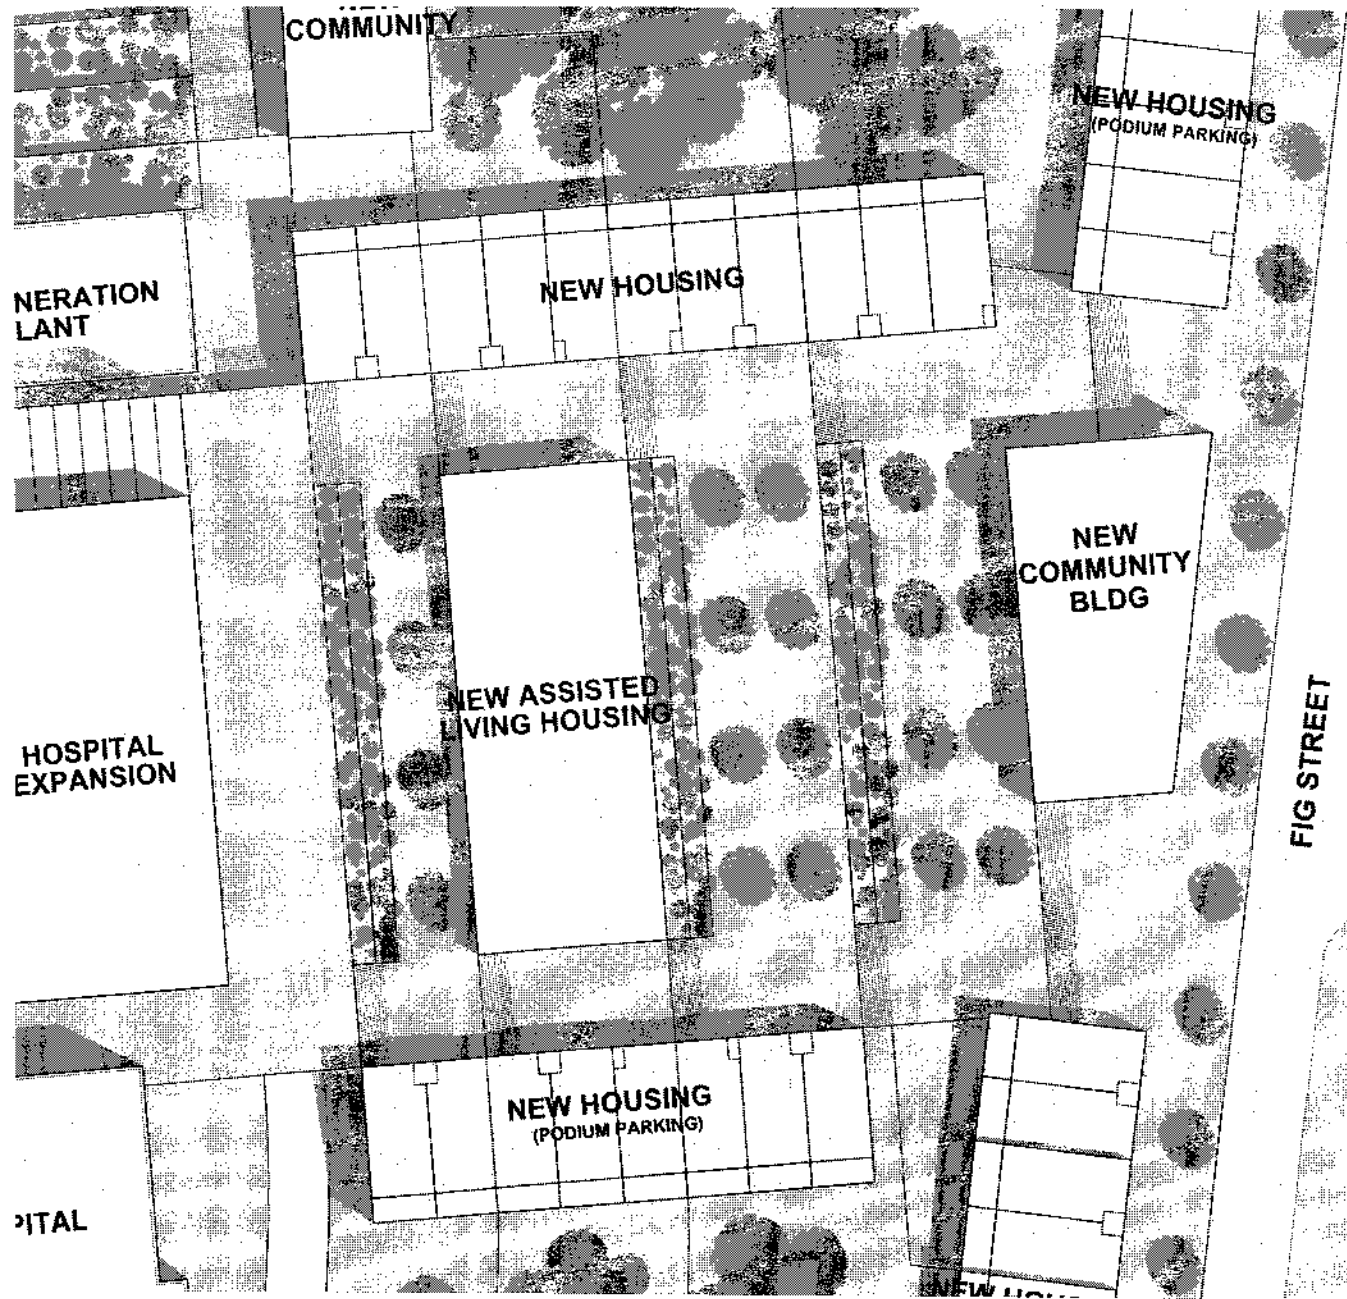 COMMUNITY
NEW HOUSING
(PODIUM PARKING)
NEW HOUSING
NERATION
LANT
NEW
COMMUNITY
BLDG
NEW ASSISTED
LIVING HOUSING
HOSPITAL
EXPANSION
FIG STREET
NEW HOUSING
(PODIUM PARKING)
PITAL